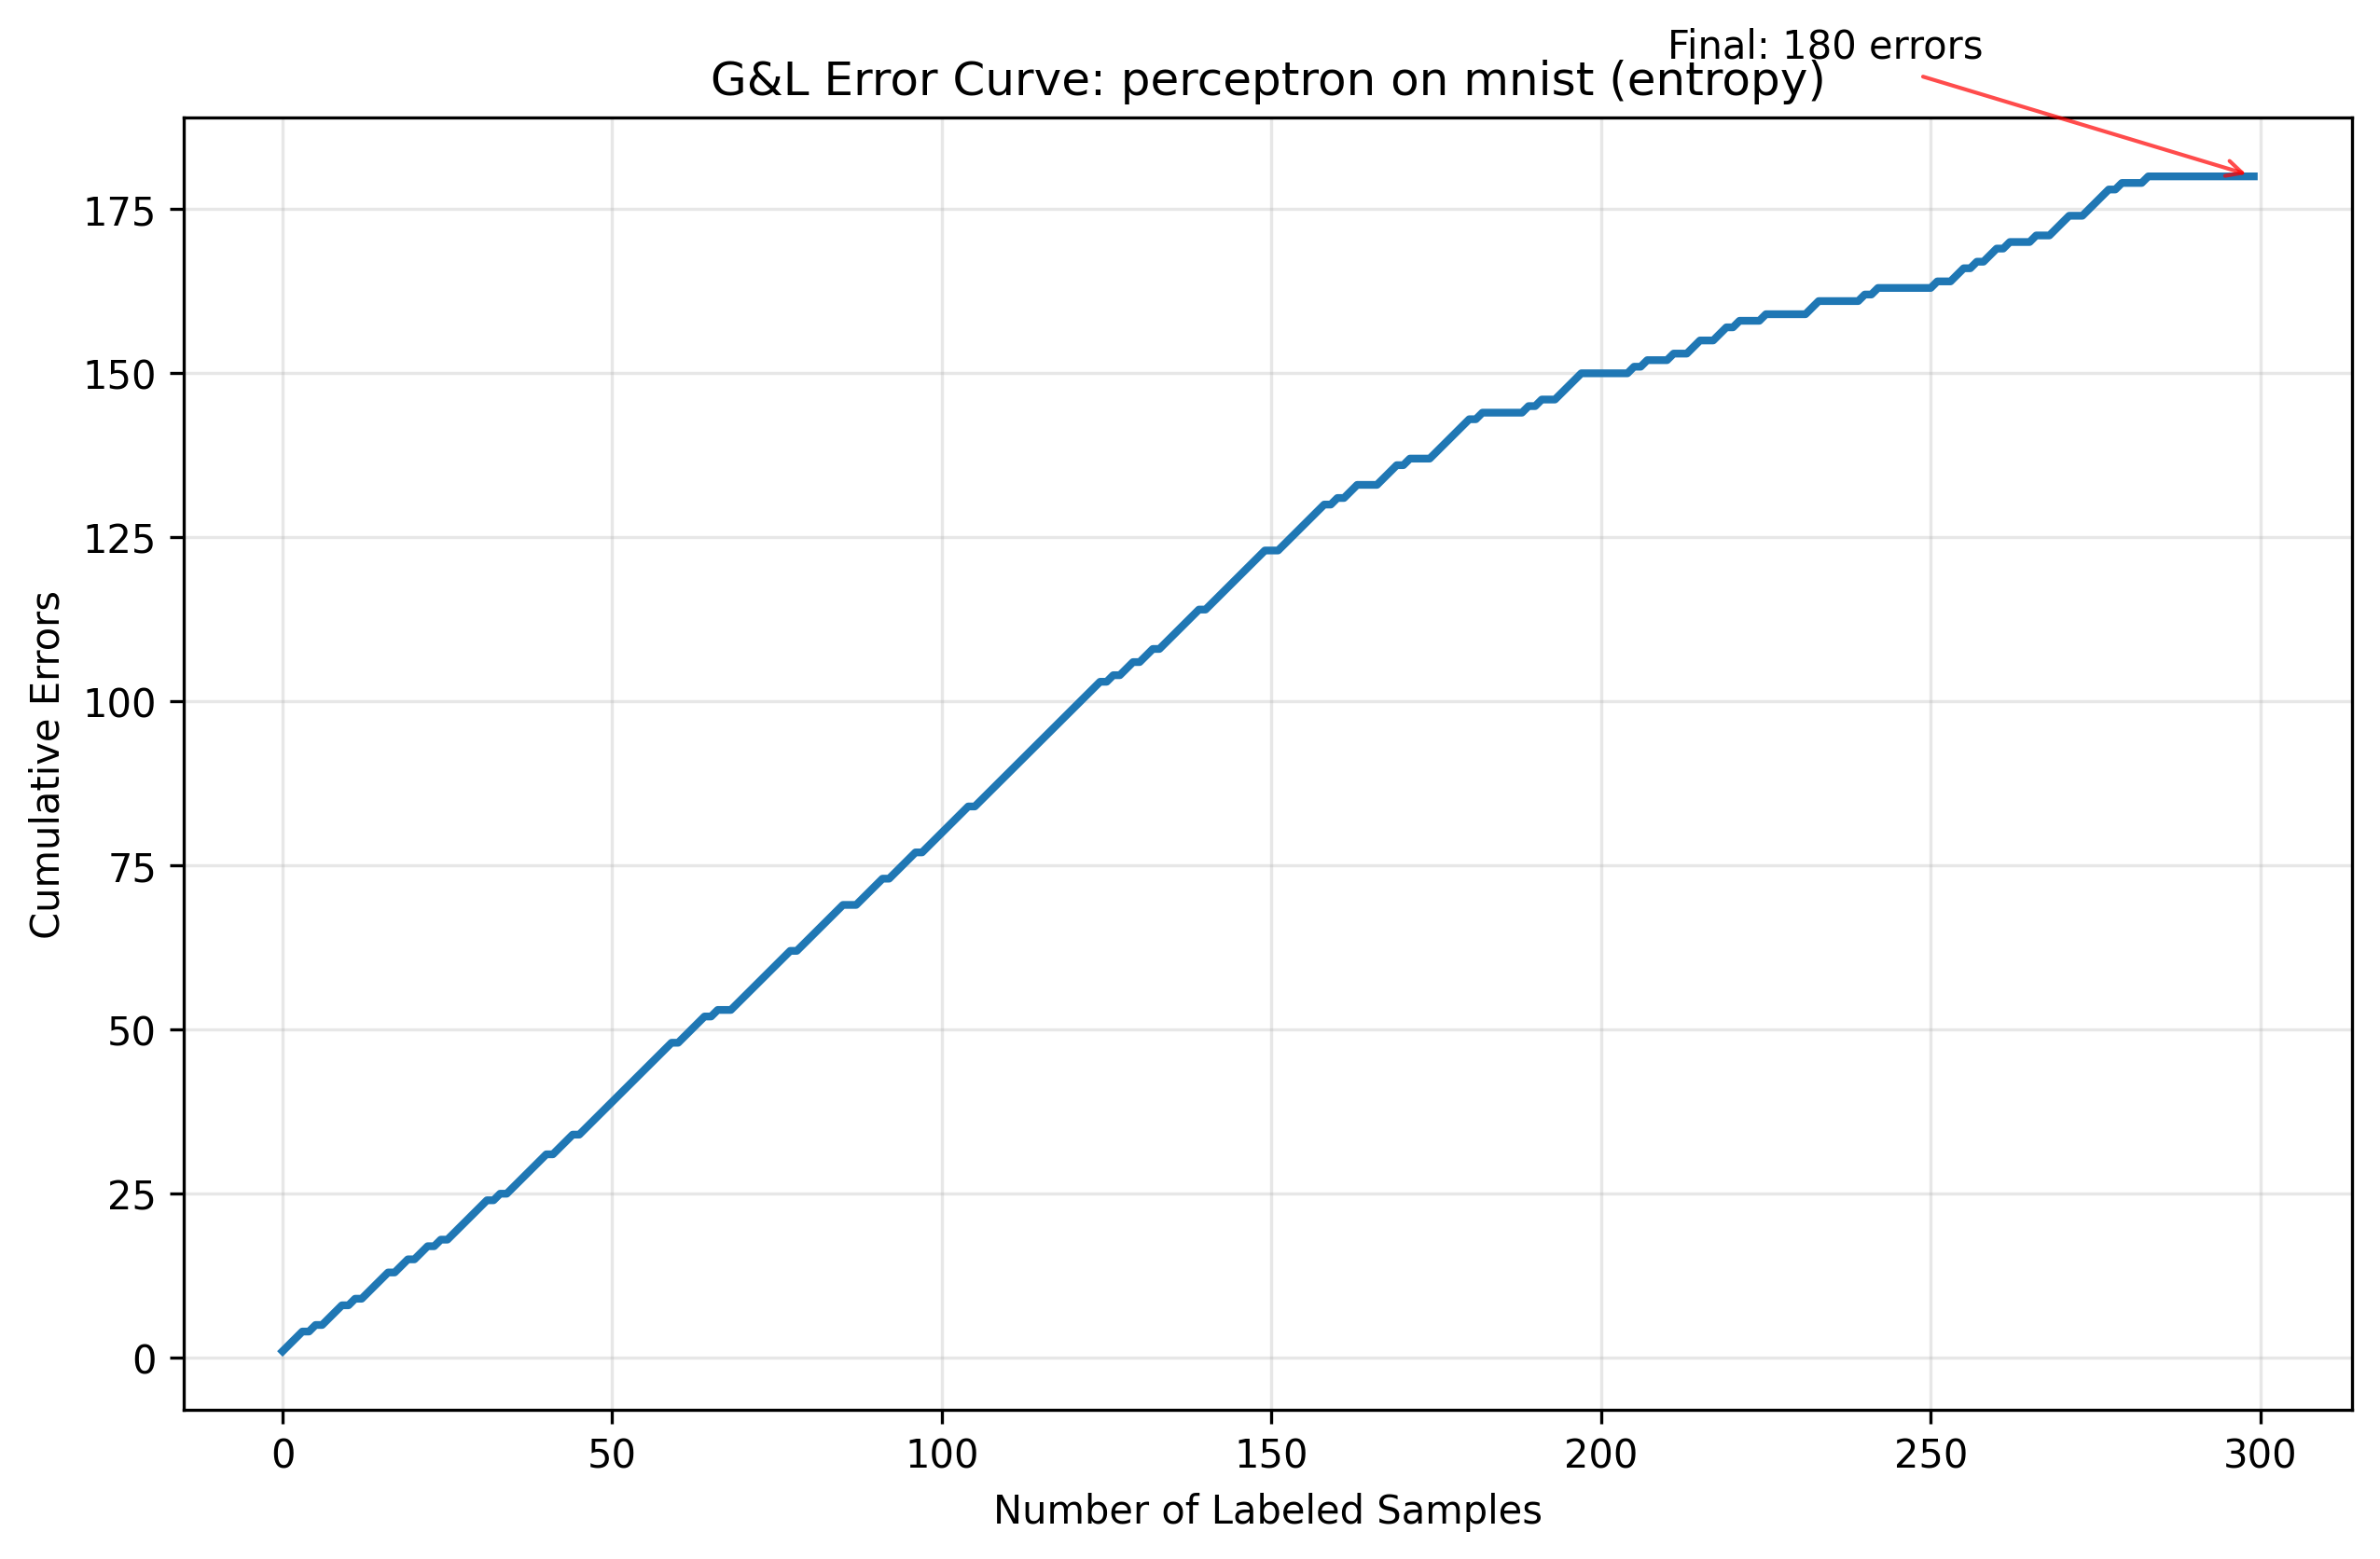 Final: 180 errors
G&L Error Curve: perceptron on mnist (entropy)
175
150
125
100
75
50
25
0
Cumulative Errors
0 50 100 150 200 250 300
Number of Labeled Samples